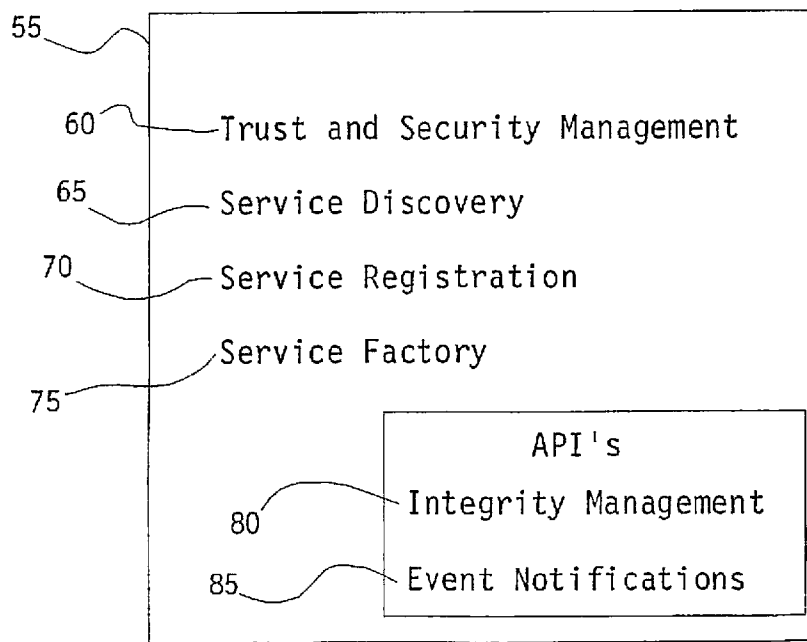 55
60 Trust and Security Management
65 Service Discovery
70 Service Registration
Service Factory
75
API's
80 Integrity Management
85 Event Notifications